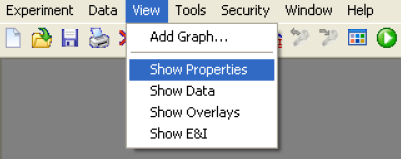 Experiment Data View Tools Security Window Help
Add Graph...
Show Properties
Show Data
Show Overlays
Show E&I